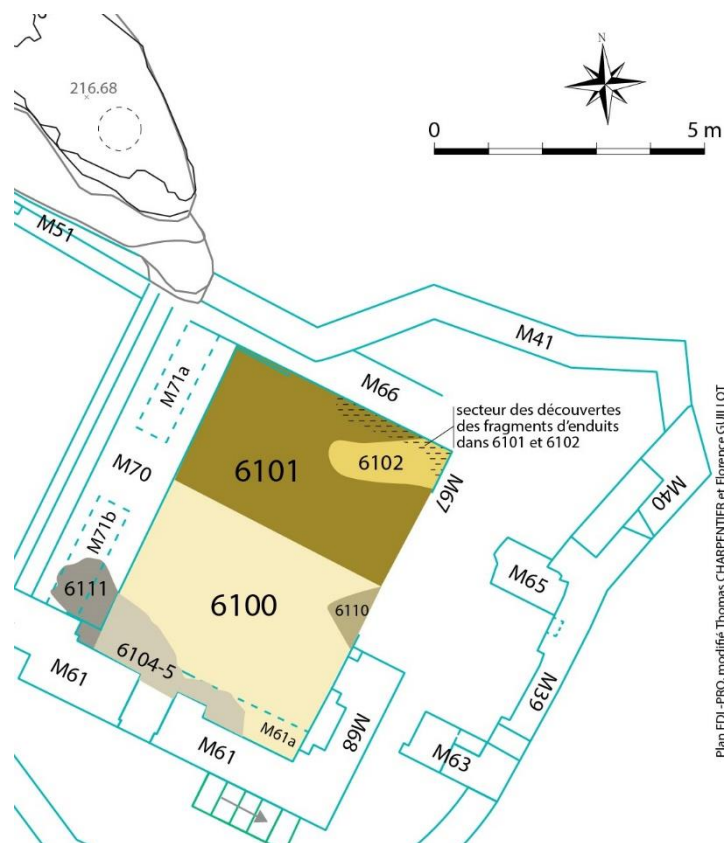 216.68
N
0 5 m
M51
M41
M71a
M66
secteur des découvertes
des fragments d'enduits
dans 6101 et 6102
6101
6102
M70
M67
M40
M71b
M65
6111
6100
6110
6104-5
M61
M39
M61a
M68
M61
M63
Plan EDL-PRO, modifié Thomas CHARPENTIER et Florence GUILLOT